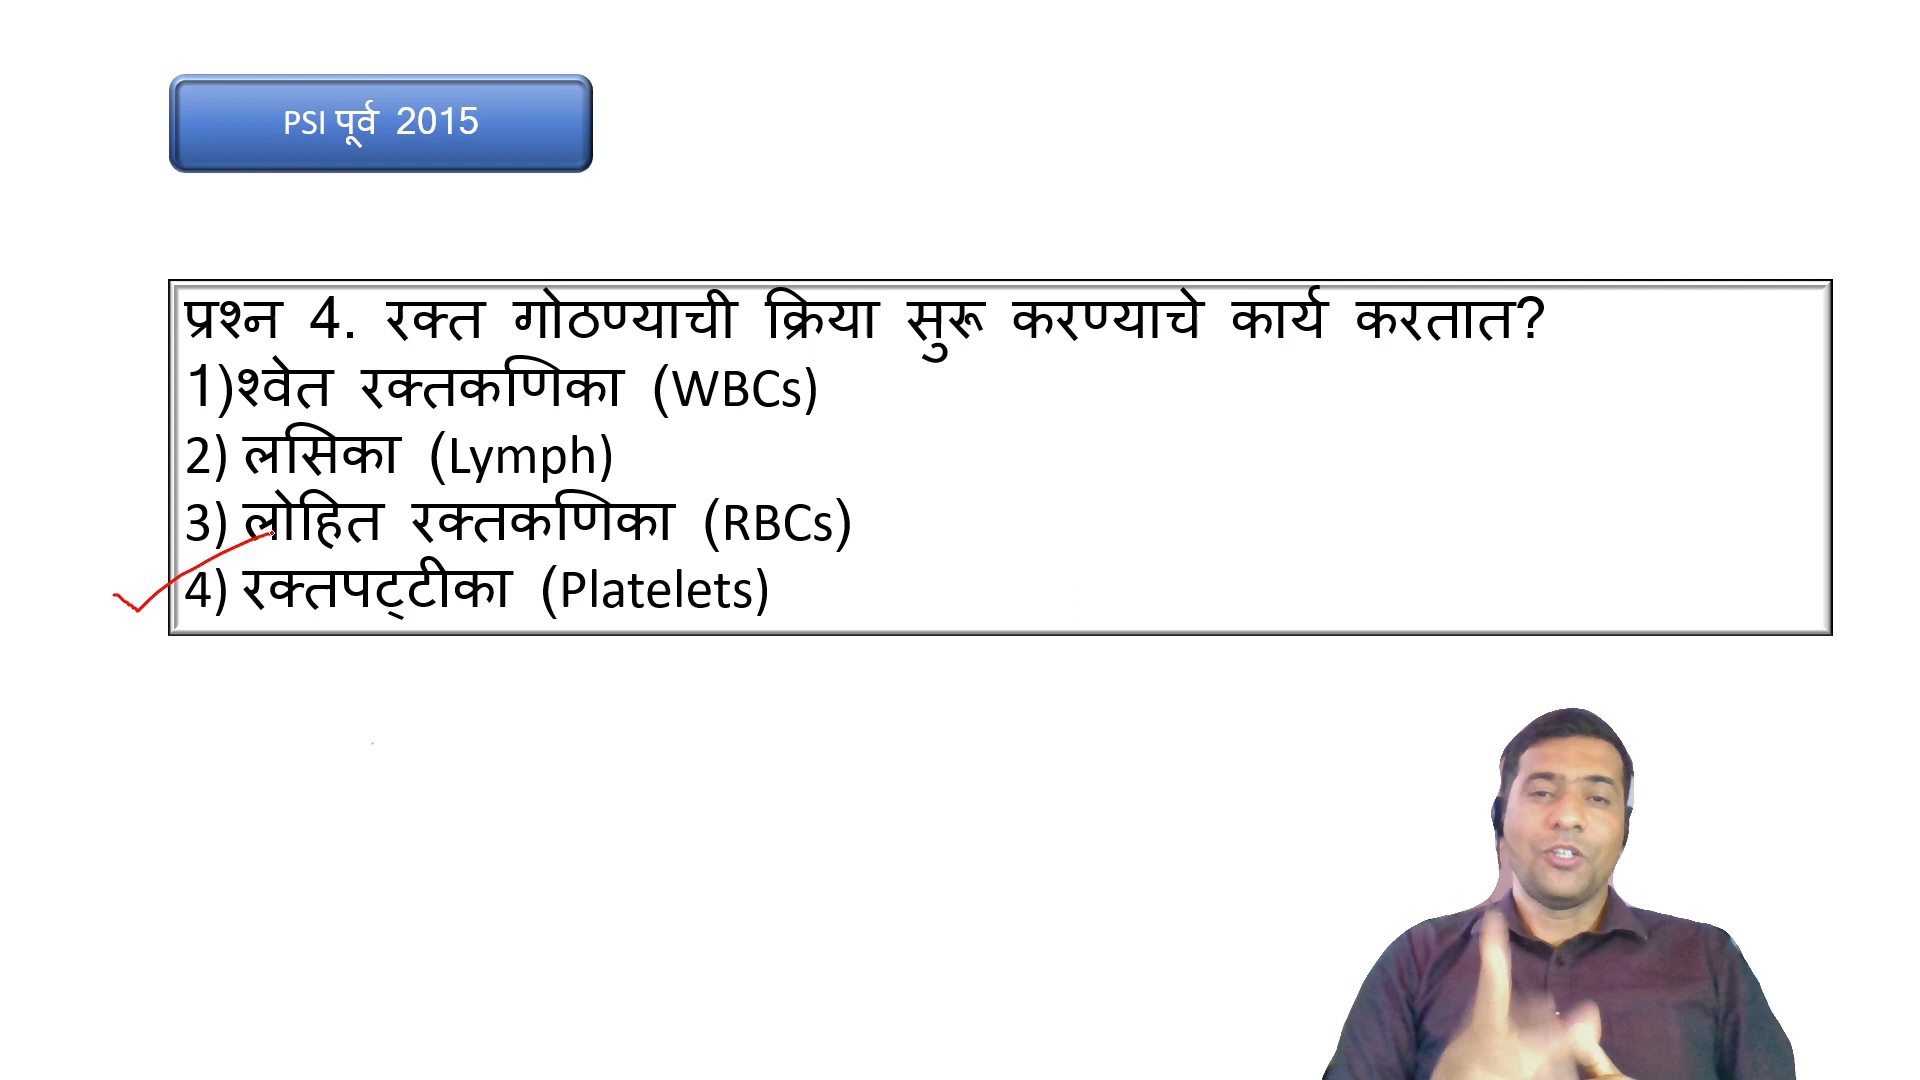 PSI पूर्व 2015
प्रश्न 4. रक्त गोठण्याची क्रिया सुरू करण्याचे कार्य करतात?
1)श्वेत रक्तकणिका (WBCs)
2) लसिका (Lymph)
3) लोहित रक्तकणिका (RBCs)
4) रक्तपट्टीका (Platelets)